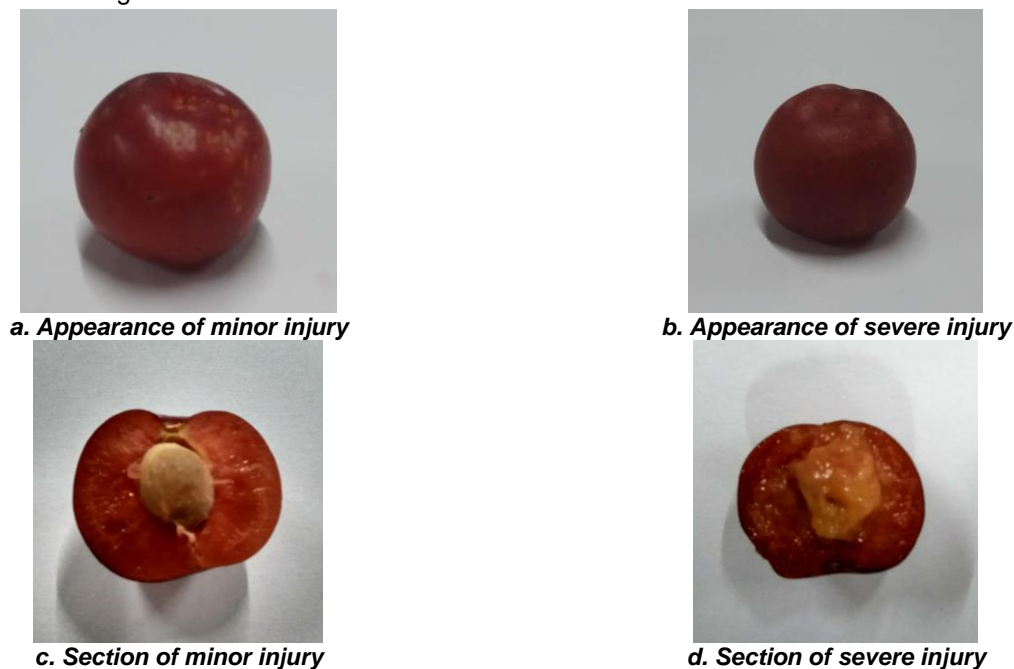 a. Appearance of minor injury
b. Appearance of severe injury
c. Section of minor injury
d. Section of severe injury